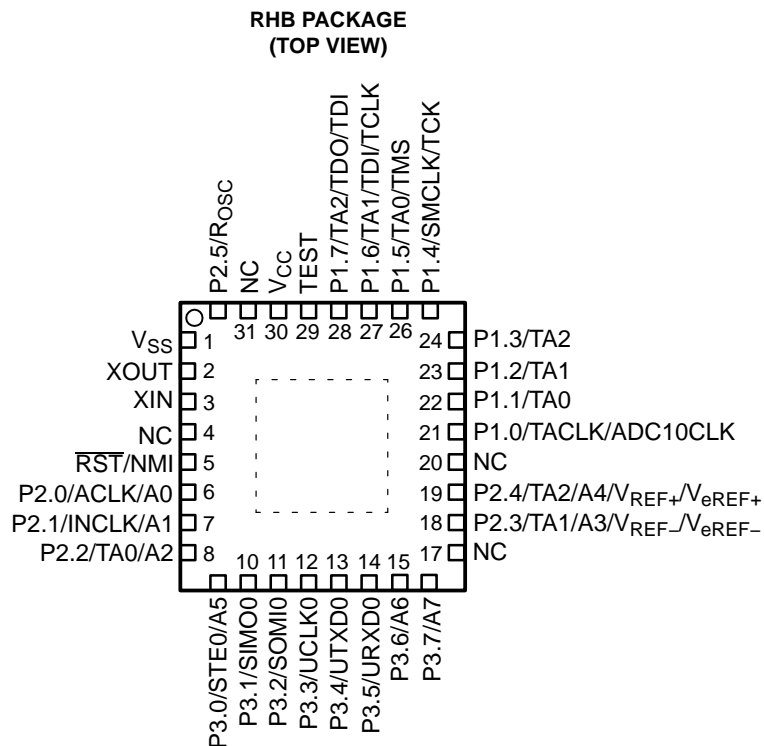 RHB PACKAGE
(TOP VIEW)
P2.5/ROSC
NC
VCC
TEST
P1.7/TA2/TDO/TDI
P1.6/TA1/TDI/TCLK
P1.5/TA0/TMS
P1.4/SMCLK/TCK
31 30 29 28 27 26
VSS 1
XOUT 2
XIN 3
NC 4
RST/NMI 5
P2.0/ACLK/A0 6
P2.1/INCLK/A1 7
P2.2/TA0/A2 8
24 P1.3/TA2
23 P1.2/TA1
22 P1.1/TA0
21 P1.0/TACLK/ADC10CLK
20 NC
19 P2.4/TA2/A4/VREF+/VeREF+
18 P2.3/TA1/A3/VREF−/VeREF−
17 NC
10 11 12 13 14 15
P3.0/STE0/A5
P3.1/SIMO0
P3.2/SOMI0
P3.3/UCLK0
P3.4/UTXD0
P3.5/URXD0
P3.6/A6
P3.7/A7